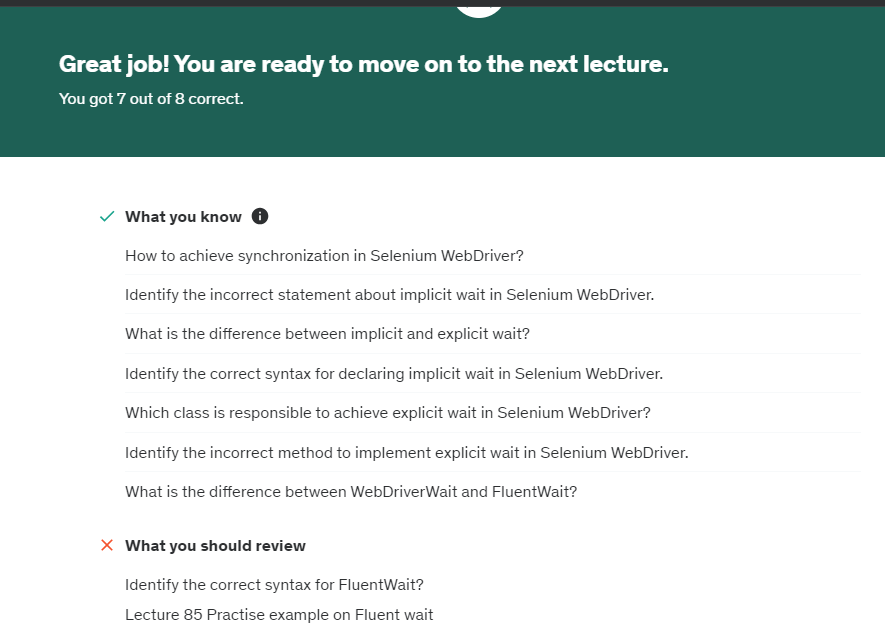 Great job! You are ready to move on to the next lecture.
You got 7 out of 8 correct.
What you know
How to achieve synchronization in Selenium WebDriver?
Identify the incorrect statement about implicit wait in Selenium WebDriver.
What is the difference between implicit and explicit wait?
Identify the correct syntax for declaring implicit wait in Selenium WebDriver.
Which class is responsible to achieve explicit wait in Selenium WebDriver?
Identify the incorrect method to implement explicit wait in Selenium WebDriver.
What is the difference between WebDriverWait and FluentWait?
What you should review
Identify the correct syntax for FluentWait?
Lecture 85 Practise example on Fluent wait